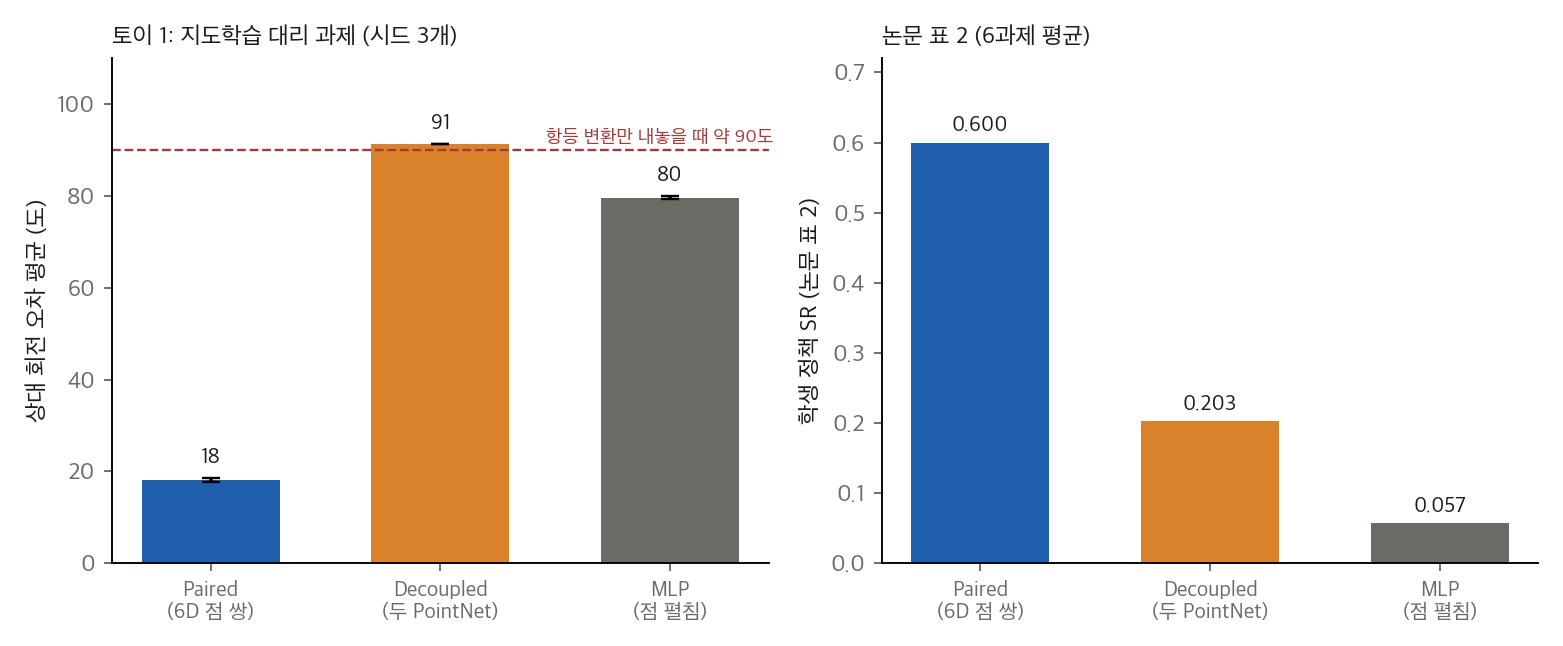 토이 1: 지도학습 대리 과제 (시드 3개)
상대 회전 오차 평균 (도)
100
80
60
40
20
0
91
항등 변환만 내놓을 때 약 90도
80
18
Paired
(6D 점 쌍)
Decoupled
(두 PointNet)
MLP
(점 펼침)
논문 표 2 (6과제 평균)
학생 정책 SR (논문 표 2)
0.7
0.6
0.5
0.4
0.3
0.2
0.1
0.0
0.600
0.203
0.057
Paired
(6D 점 쌍)
Decoupled
(두 PointNet)
MLP
(점 펼침)